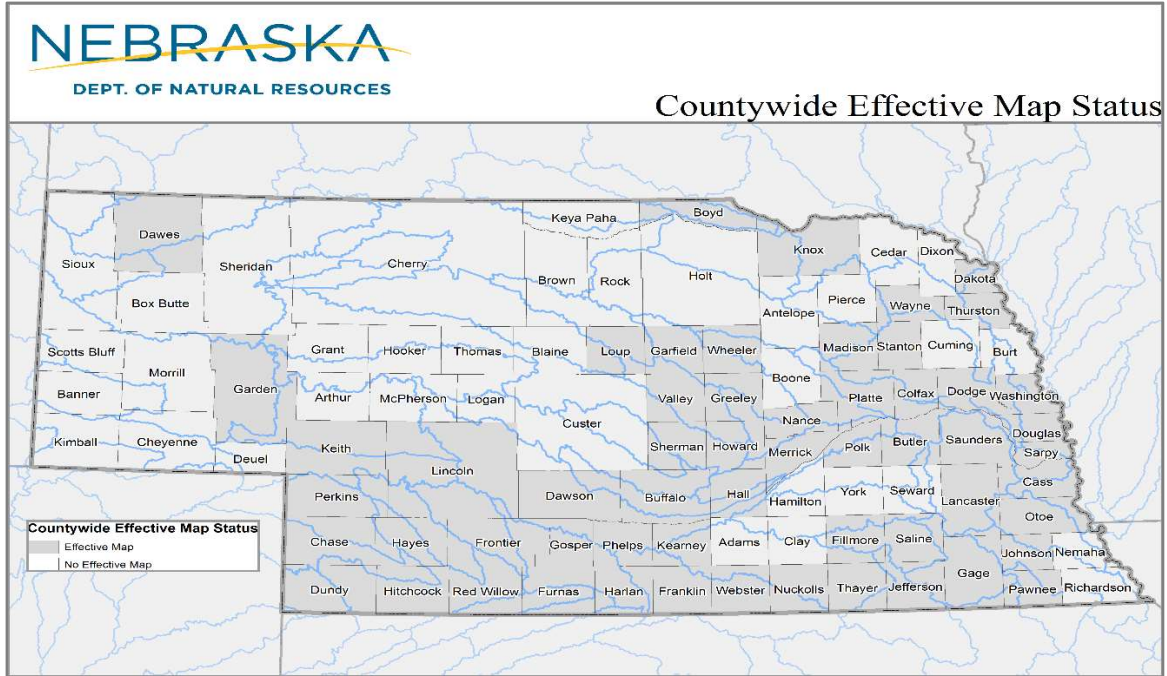 NEBRASKA
DEPT. OF NATURAL RESOURCES
Countywide Effective Map Status
Keya Paha
Boyd
Dawes
Knox
Cedar
Dixon
Sioux
Sheridan
Cherry
Brown
Rock
Holt
Dakota
Box Butte
Pierce
Antelope
Wayne
Thurston
Scotts Bluff
Grant
Hooker
Thomas
Blaine
Loup
Garfield
Wheeler
Madison
Stanton
Cuming
Burt
Morrill
Boone
Banner
Garden
Arthur
McPherson
Logan
Valley
Greeley
Platte
Colfax
Dodge
Washington
Custer
Nance
Kimball
Cheyenne
Keith
Sherman
Howard
Merrick
Polk
Butler
Saunders
Douglas
Sarpy
Deuel
Lincoln
Cass
Perkins
Dawson
Buffalo
Hall
Hamilton
York
Seward
Lancaster
Otoe
Countywide Effective Map Status
Effective Map
No Effective Map
Chase
Hayes
Frontier
Gosper
Phelps
Kearney
Adams
Clay
Fillmore
Saline
Johnson
Nemaha
Gage
Dundy
Hitchcock
Red Willow
Furnas
Harlan
Franklin
Webster
Nuckolls
Thayer
Jefferson
Pawnee
Richardson